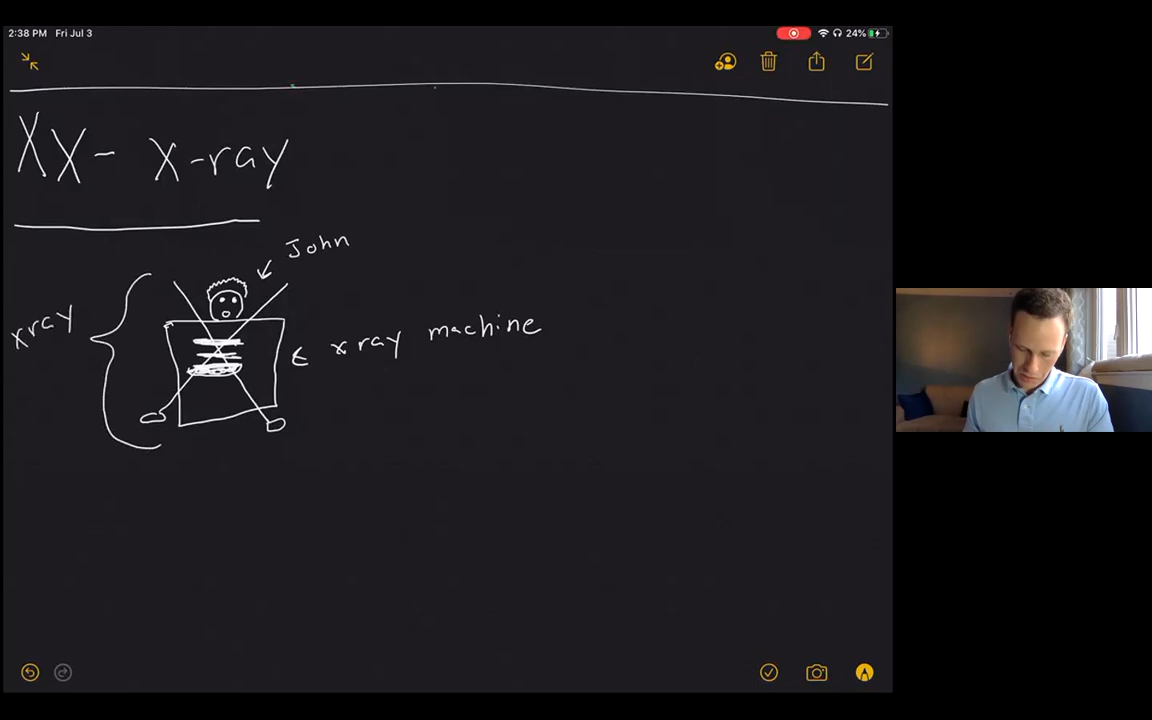 2:38 PM Fri Jul 3
24%
Xx- x-ray
John
xray
xray machine